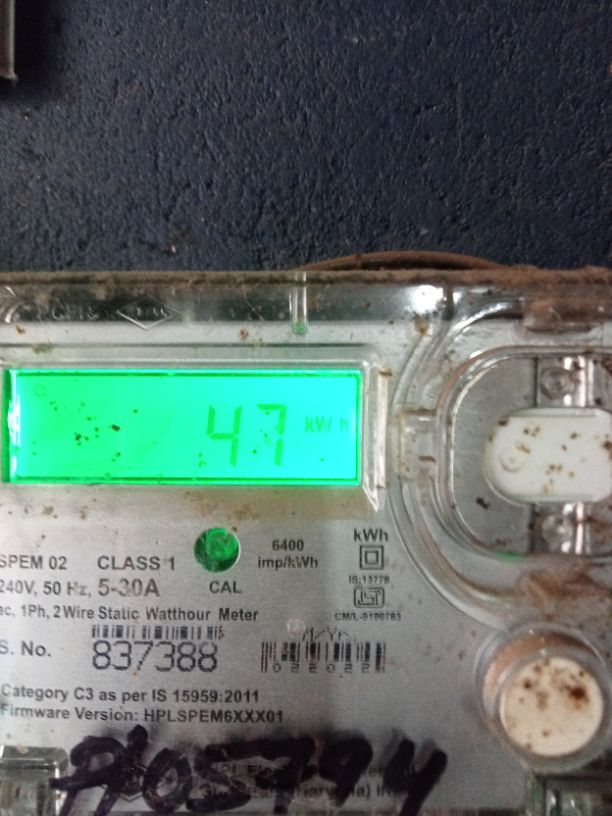 47 kWh
SPEM 02 CLASS 1
6400 imp/kWh
kWh
240V, 50 Hz, 5-30A CAL
IS:13779
ac, 1Ph, 2 Wire Static Watthour Meter
CM/L-9190783
S. No. 837388
M/Yr.
022022
Category C3 as per IS 15959:2011
Firmware Version: HPLSPEM6XXX01